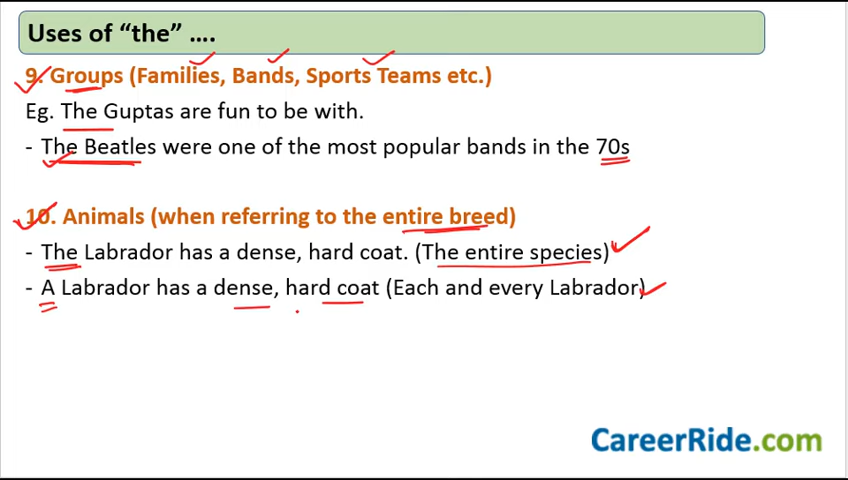 Uses of “the” ….
9. Groups (Families, Bands, Sports Teams etc.)
Eg. The Guptas are fun to be with.
- The Beatles were one of the most popular bands in the 70s
10. Animals (when referring to the entire breed)
- The Labrador has a dense, hard coat. (The entire species)
- A Labrador has a dense, hard coat (Each and every Labrador)
CareerRide.com